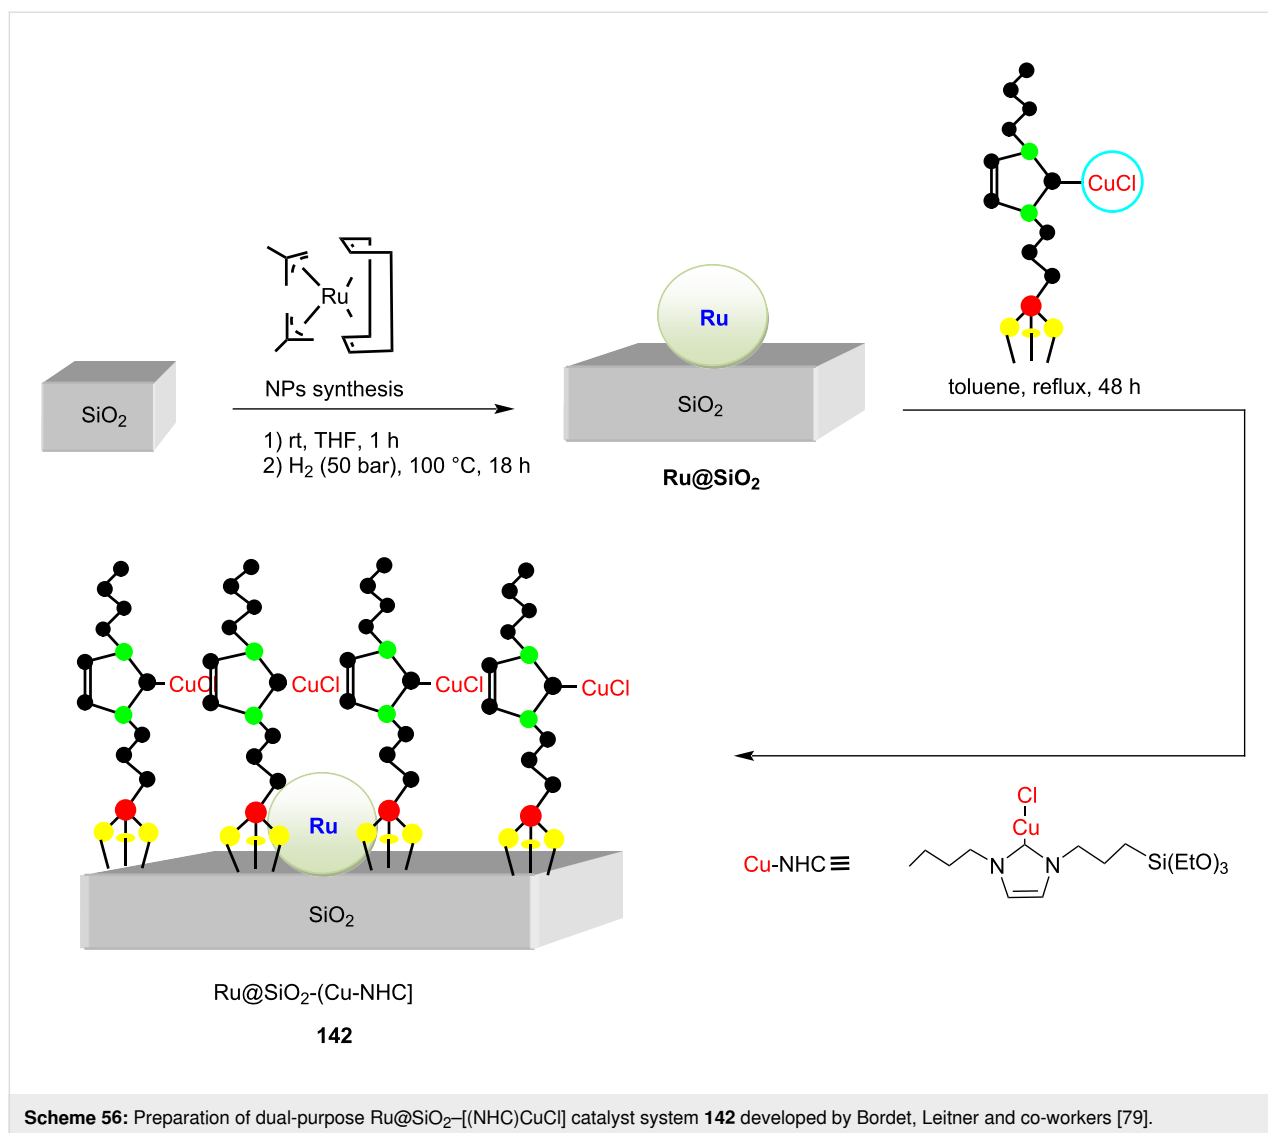 CuCl
Ru
NPs synthesis
SiO2
1) rt, THF, 1 h
2) H2 (50 bar), 100 °C, 18 h
Ru
SiO2
Ru@SiO2
toluene, reflux, 48 h
CuCl CuCl CuCl CuCl
Ru
SiO2
Ru@SiO2-(Cu-NHC]
142
Cu-NHC≡
Cl
Cu
N N Si(EtO)3
Scheme 56: Preparation of dual-purpose Ru@SiO2–[(NHC)CuCl] catalyst system 142 developed by Bordet, Leitner and co-workers [79].